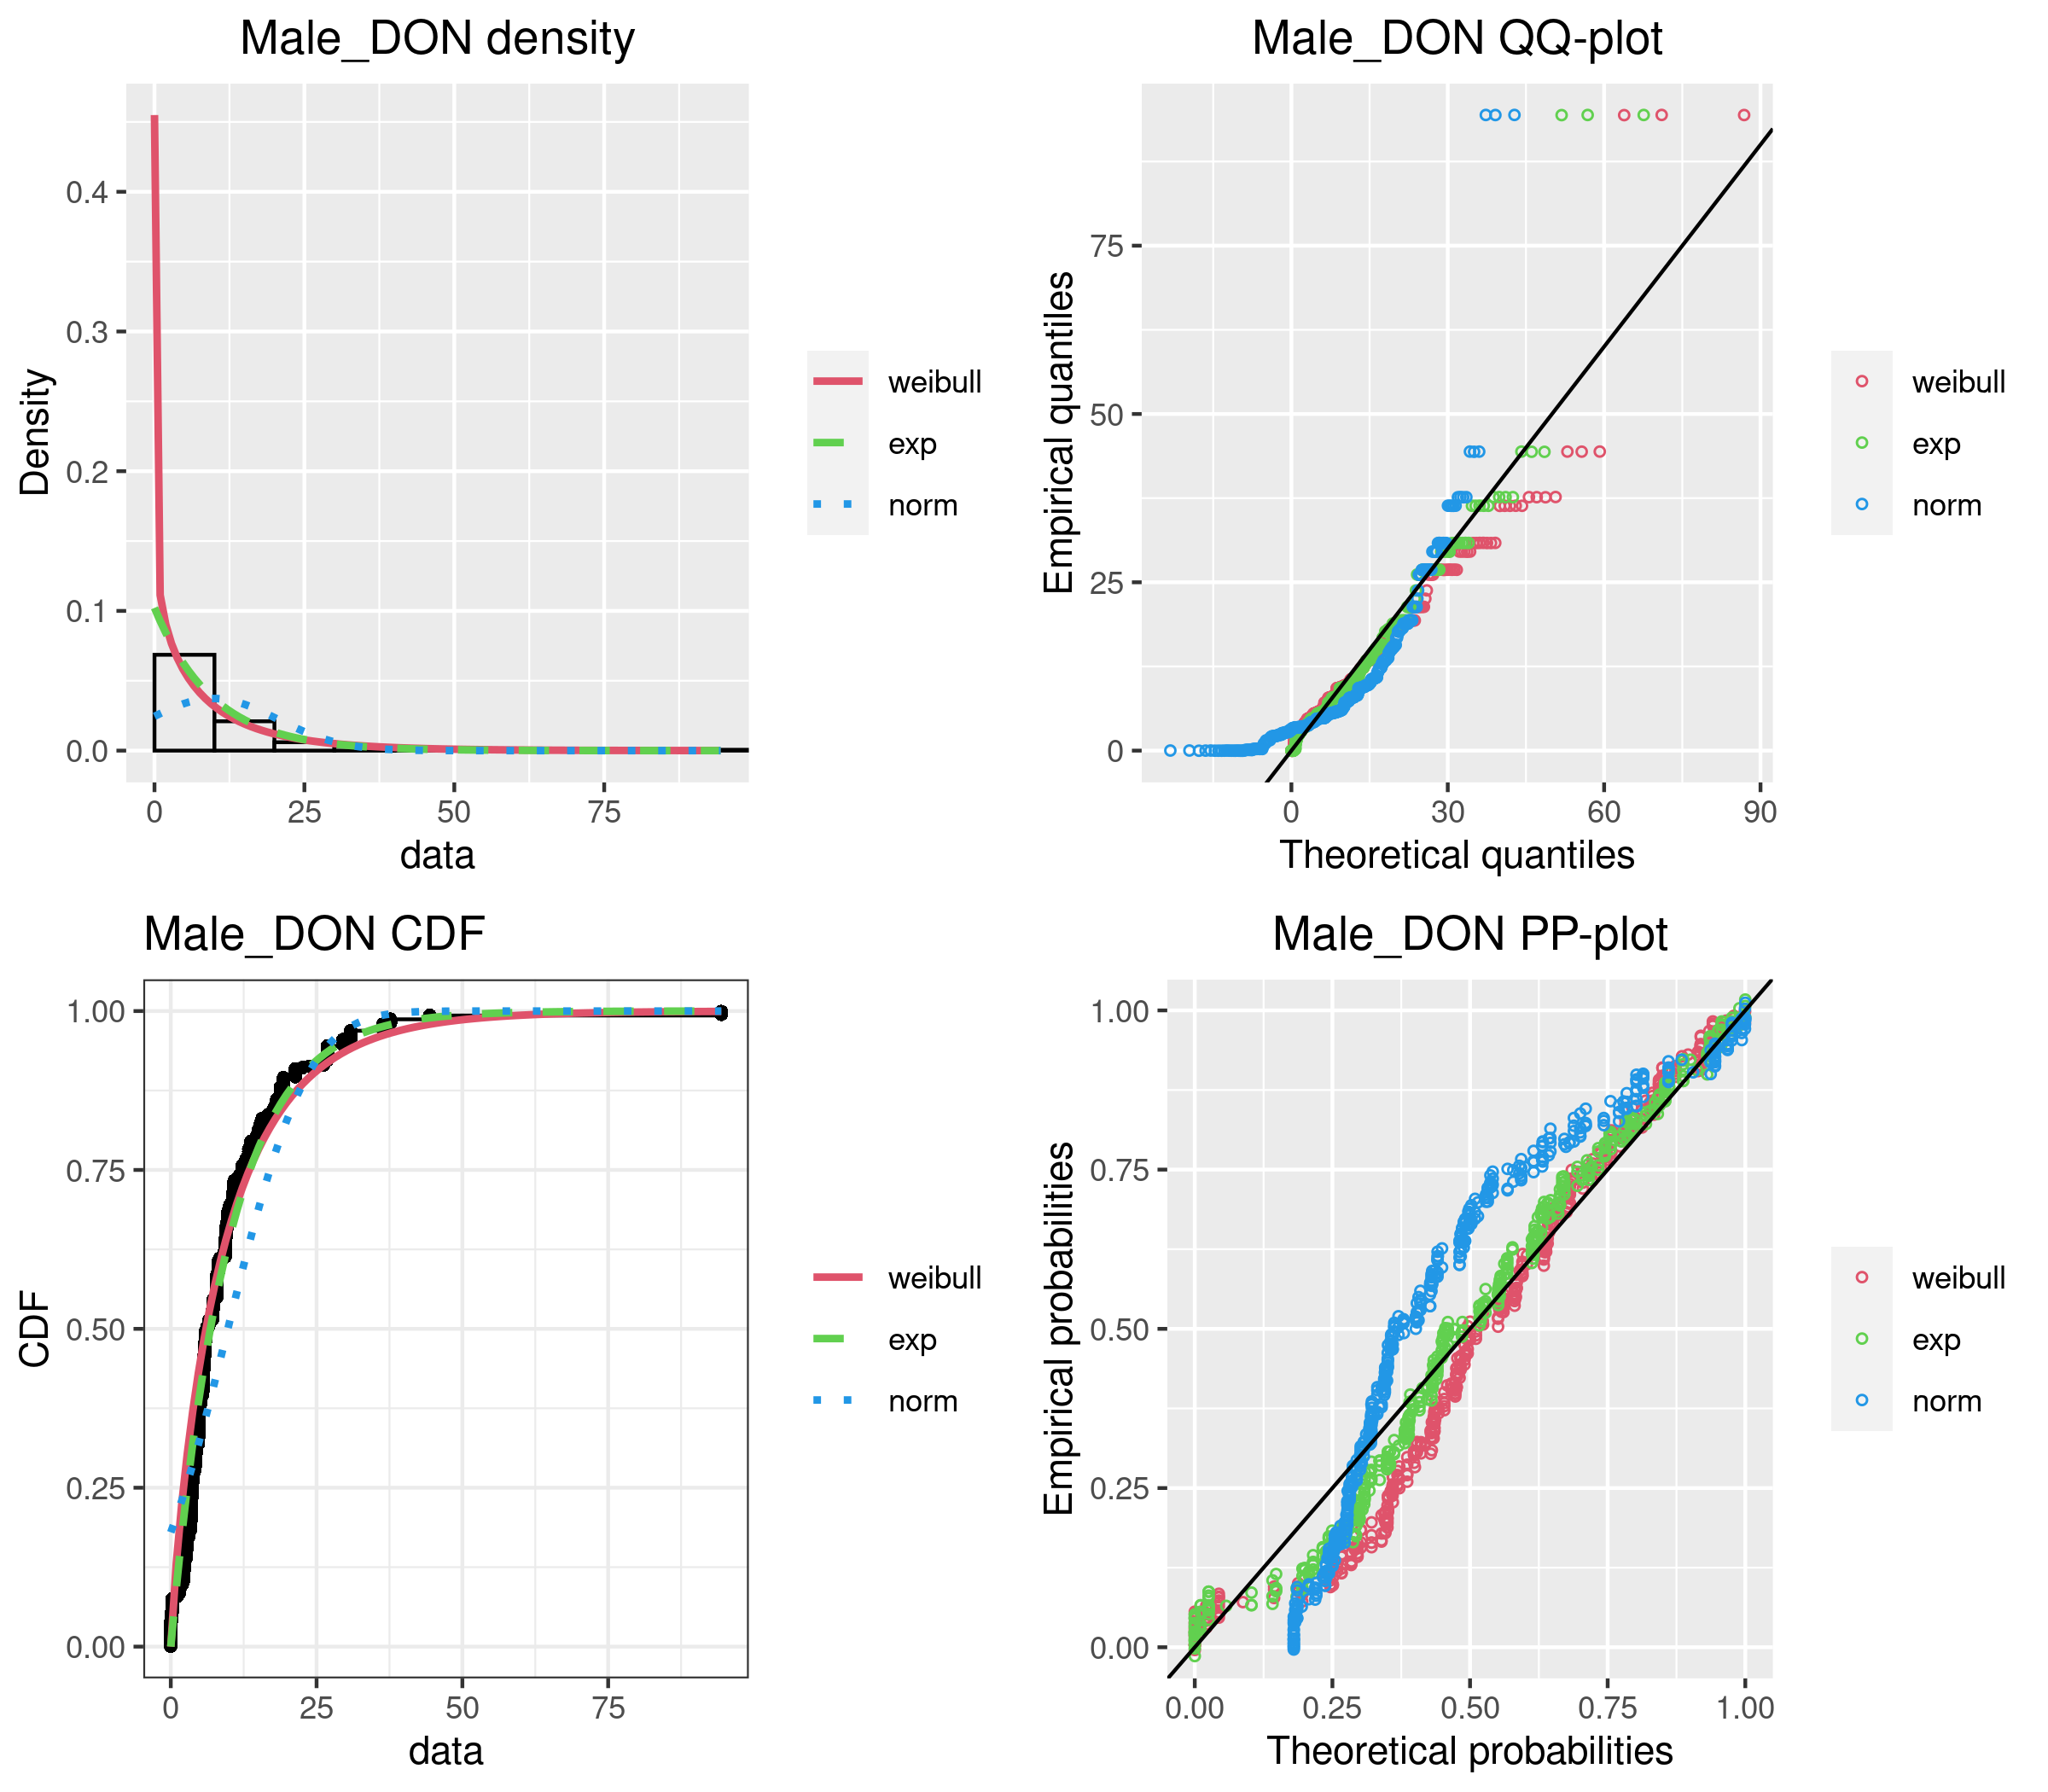 Male_DON density
Density
0.4
0.3
0.2
0.1
0.0
0 25 50 75
data
weibull
exp
norm
Male_DON QQ-plot
Empirical quantiles
75
50
25
0
0 30 60 90
Theoretical quantiles
weibull
exp
norm
Male_DON CDF
CDF
1.00
0.75
0.50
0.25
0.00
0 25 50 75
data
weibull
exp
norm
Male_DON PP-plot
Empirical probabilities
1.00
0.75
0.50
0.25
0.00
0.00 0.25 0.50 0.75 1.00
Theoretical probabilities
weibull
exp
norm